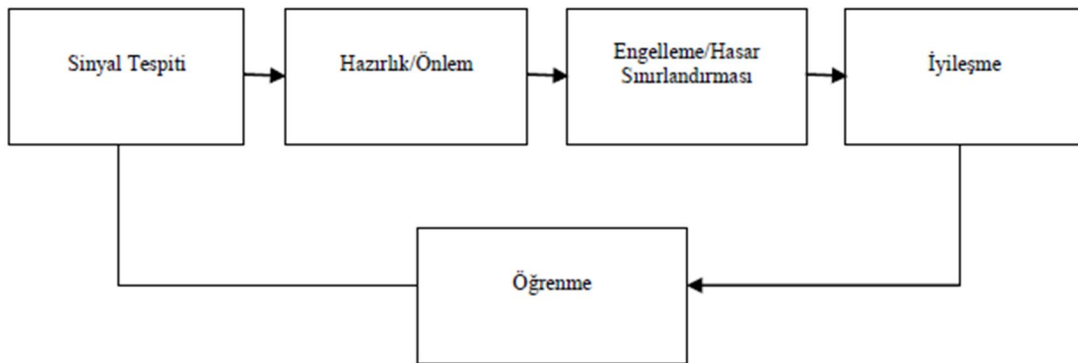 Sinyal Tespiti
Hazırlık/Önlem
Engelleme/Hasar
Sınırlandırması
İyileşme
Öğrenme